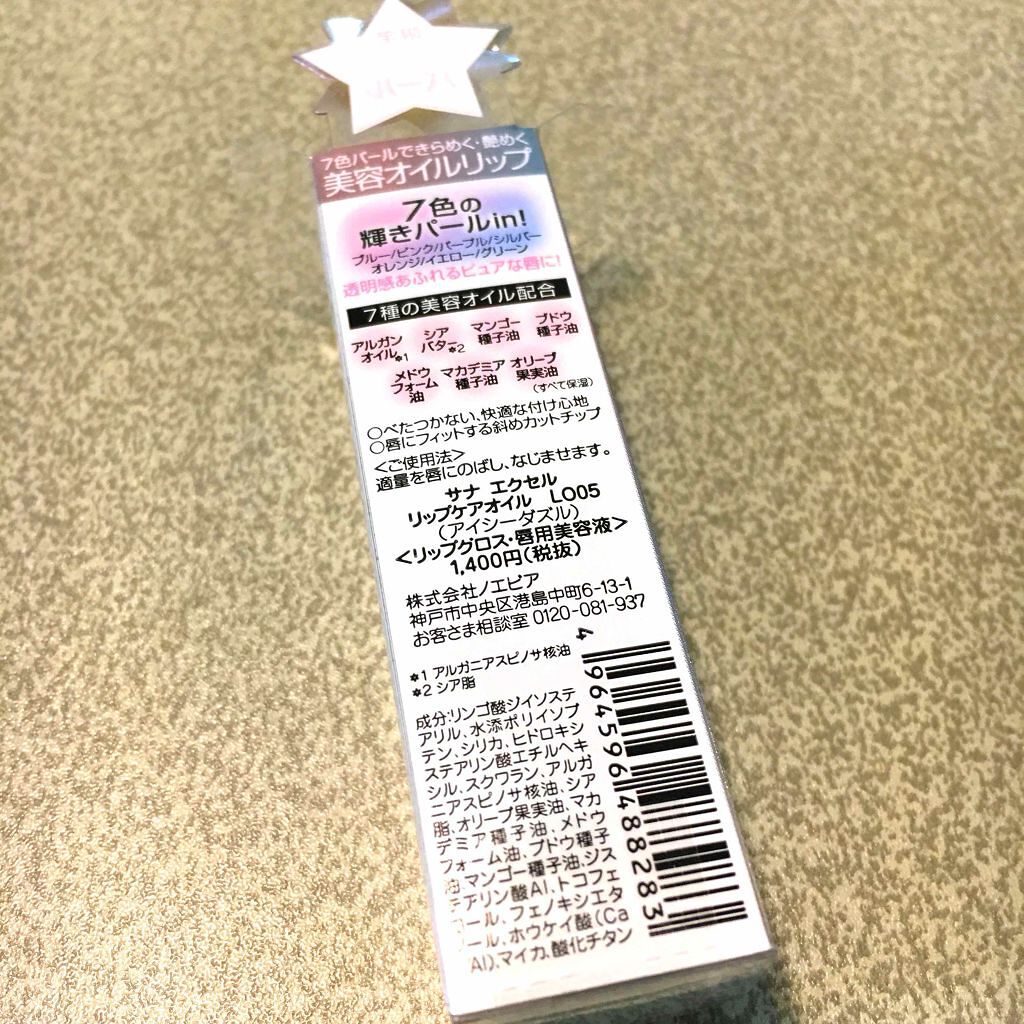 7色パールできらめく・艶めく
美容オイルリップ
7色の
輝きパールin!
ブルー/ピンク/パープル/シルバー
オレンジ/イエロー/グリーン
透明感あふれるピュアな唇に!
7種の美容オイル配合
アルガンオイル*1 シアバター*2 マンゴー種子油 ブドウ種子油
メドウフォーム油 マカデミア種子油 オリーブ果実油
(すべて保湿)
○べたつかない、快適な付け心地
○唇にフィットする斜めカットチップ
<ご使用法>
適量を唇にのばし、なじませます。
サナ エクセル
リップケアオイル LO05
(アイシーダズル)
<リップグロス・唇用美容液>
1,400円(税抜)
株式会社ノエビア
神戸市中央区港島中町6-13-1
お客さま相談室 0120-081-937
*1 アルガニアスピノサ核油
*2 シア脂
成分:リンゴ酸ジイソステ
アリル、水添ポリイソブ
テン、シリカ、ヒドロキシ
ステアリン酸エチルヘキ
シル、スクワラン、アルガ
ニアスピノサ核油、シア
脂、オリーブ果実油、マカ
デミア種子油、メドウ
フォーム油、ブドウ種子
油、マンゴー種子油、ジス
テアリン酸Al、トコフェ
ロール、フェノキシエタ
ノール、ホウケイ酸(Ca
/Al)、マイカ、酸化チタン
4 964596 488283